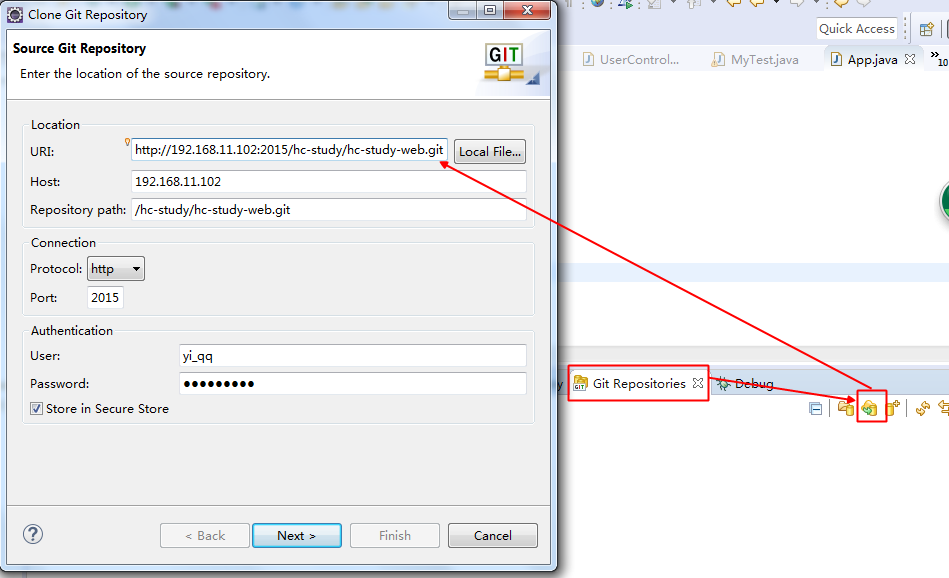 Clone Git Repository
Source Git Repository
Enter the location of the source repository.
GIT
Location
URI:
http://192.168.11.102:2015/hc-study/hc-study-web.git
Local File...
Host:
192.168.11.102
Repository path:
/hc-study/hc-study-web.git
Connection
Protocol:
http
Port:
2015
Authentication
User:
yi_qq
Password:
●●●●●●●●●
Store in Secure Store
?
< Back
Next >
Finish
Cancel
Quick Access
UserControl...
MyTest.java
App.java
»10
y
GIT
Git Repositories
Debug